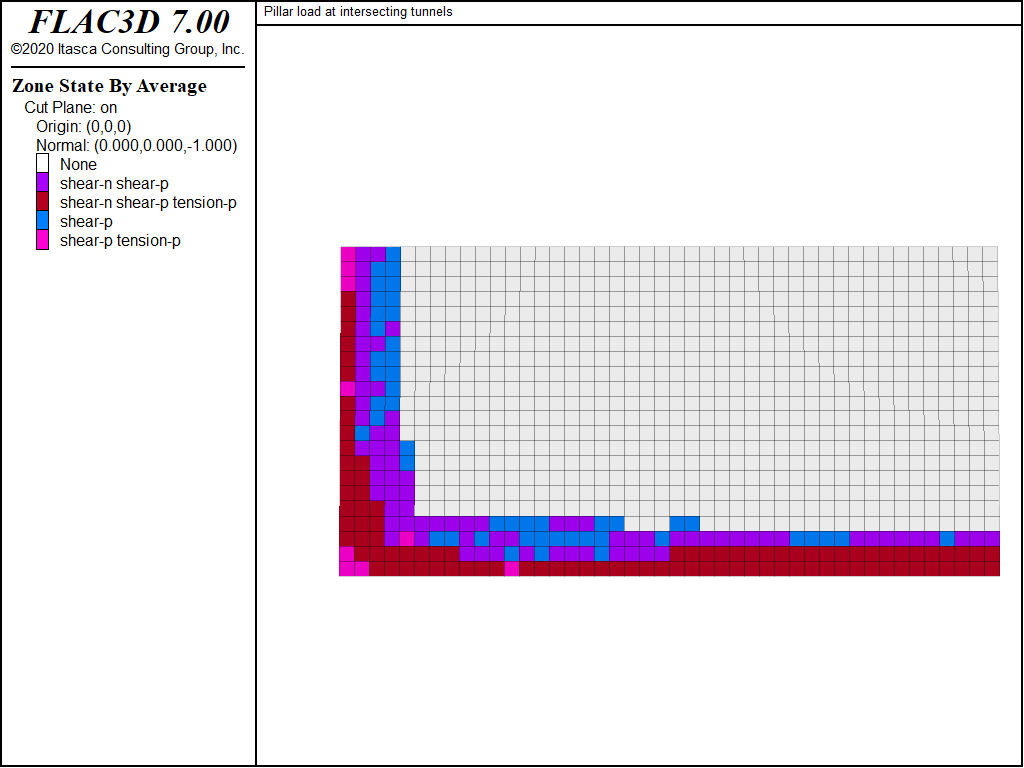 FLAC3D 7.00
©2020 Itasca Consulting Group, Inc.
Zone State By Average
Cut Plane: on
Origin: (0,0,0)
Normal: (0.000,0.000,-1.000)
None
shear-n shear-p
shear-n shear-p tension-p
shear-p
shear-p tension-p
Pillar load at intersecting tunnels